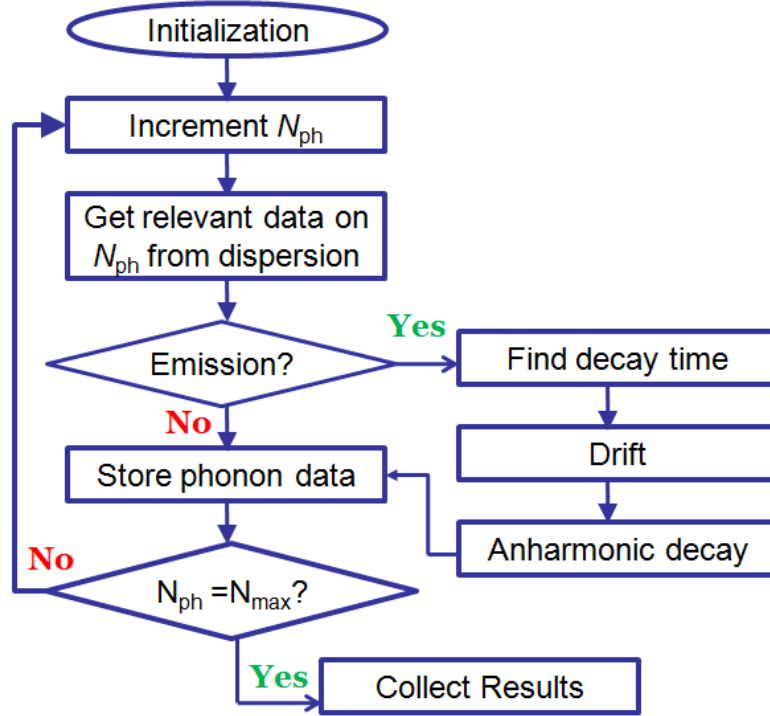 Initialization
Increment Nph
Get relevant data on
Nph from dispersion
Emission?
Yes
Find decay time
Drift
Anharmonic decay
No
Store phonon data
Nph =Nmax?
No
Yes
Collect Results